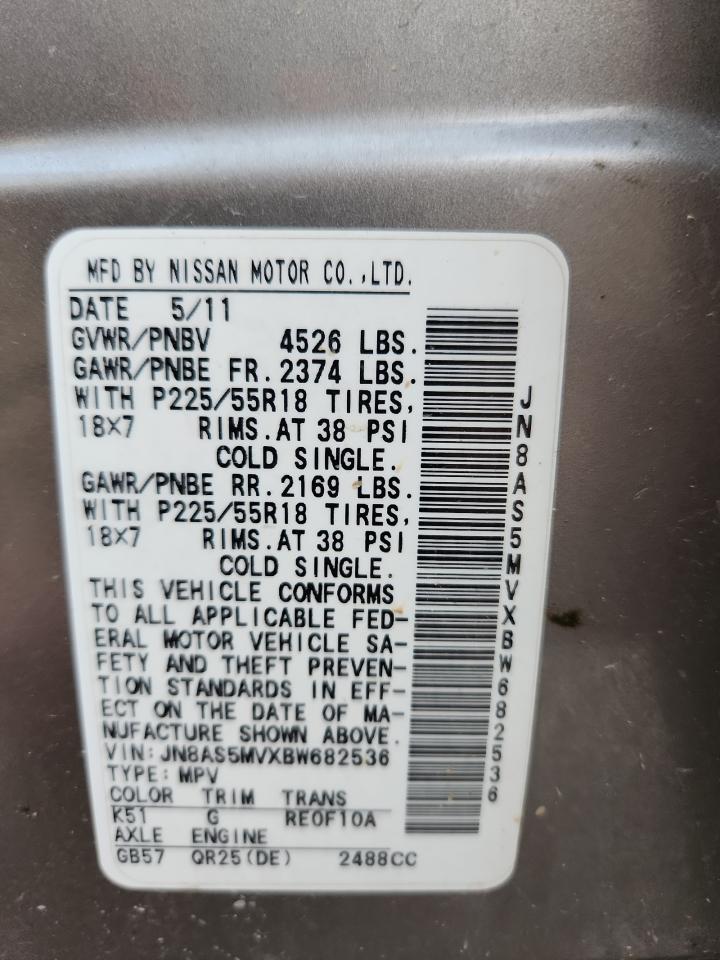 MFD BY NISSAN MOTOR CO.,LTD.
DATE 5/11
GVWR/PNBV 4526 LBS.
GAWR/PNBE FR. 2374 LBS.
WITH P225/55R18 TIRES,
18X7 RIMS. AT 38 PSI
COLD SINGLE.
GAWR/PNBE RR. 2169 LBS.
WITH P225/55R18 TIRES,
18X7 RIMS. AT 38 PSI
COLD SINGLE.
THIS VEHICLE CONFORMS
TO ALL APPLICABLE FED-
ERAL MOTOR VEHICLE SA-
FETY AND THEFT PREVEN-
TION STANDARDS IN EFF-
ECT ON THE DATE OF MA-
NUFACTURE SHOWN ABOVE.
VIN: JN8AS5MVXBW682536
TYPE: MPV
COLOR TRIM TRANS
K51 G RE0F10A
AXLE ENGINE
GB57 QR25(DE) 2488CC
JN8AS5MVXBW682536